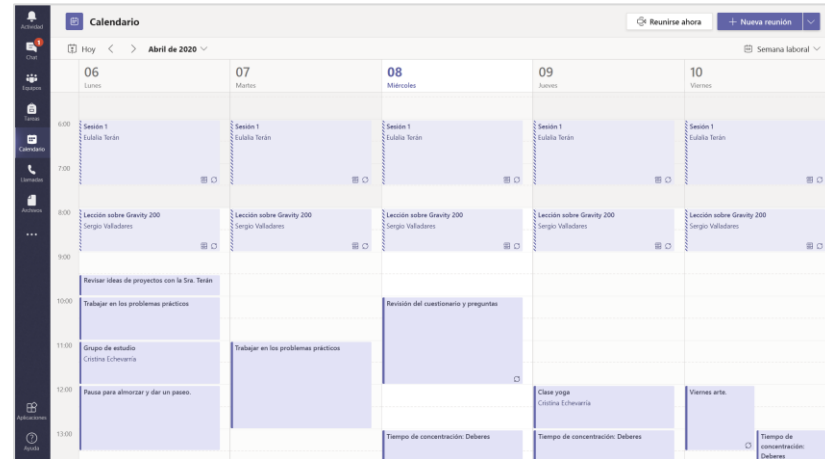 Calendario
Reunirse ahora
+ Nueva reunión
Hoy
Abril de 2020
Semana laboral
Actividad
Chat
1
Equipos
Tareas
Calendario
Llamadas
Archivos
...
Aplicaciones
Ayuda
06
Lunes
07
Martes
08
Miércoles
09
Jueves
10
Viernes
6:00
Sesión 1
Eulalia Terán
Sesión 1
Eulalia Terán
Sesión 1
Eulalia Terán
Sesión 1
Eulalia Terán
Sesión 1
Eulalia Terán
7:00
8:00
Lección sobre Gravity 200
Sergio Valladares
Lección sobre Gravity 200
Sergio Valladares
Lección sobre Gravity 200
Sergio Valladares
Lección sobre Gravity 200
Sergio Valladares
Lección sobre Gravity 200
Sergio Valladares
9:00
Revisar ideas de proyectos con la Sra. Terán
10:00
Trabajar en los problemas prácticos
Revisión del cuestionario y preguntas
11:00
Grupo de estudio
Cristina Echevarría
Trabajar en los problemas prácticos
12:00
Pausa para almorzar y dar un paseo.
Clase yoga
Cristina Echevarría
Viernes arte.
13:00
Tiempo de concentración: Deberes
Tiempo de concentración: Deberes
Tiempo de
concentración:
Deberes